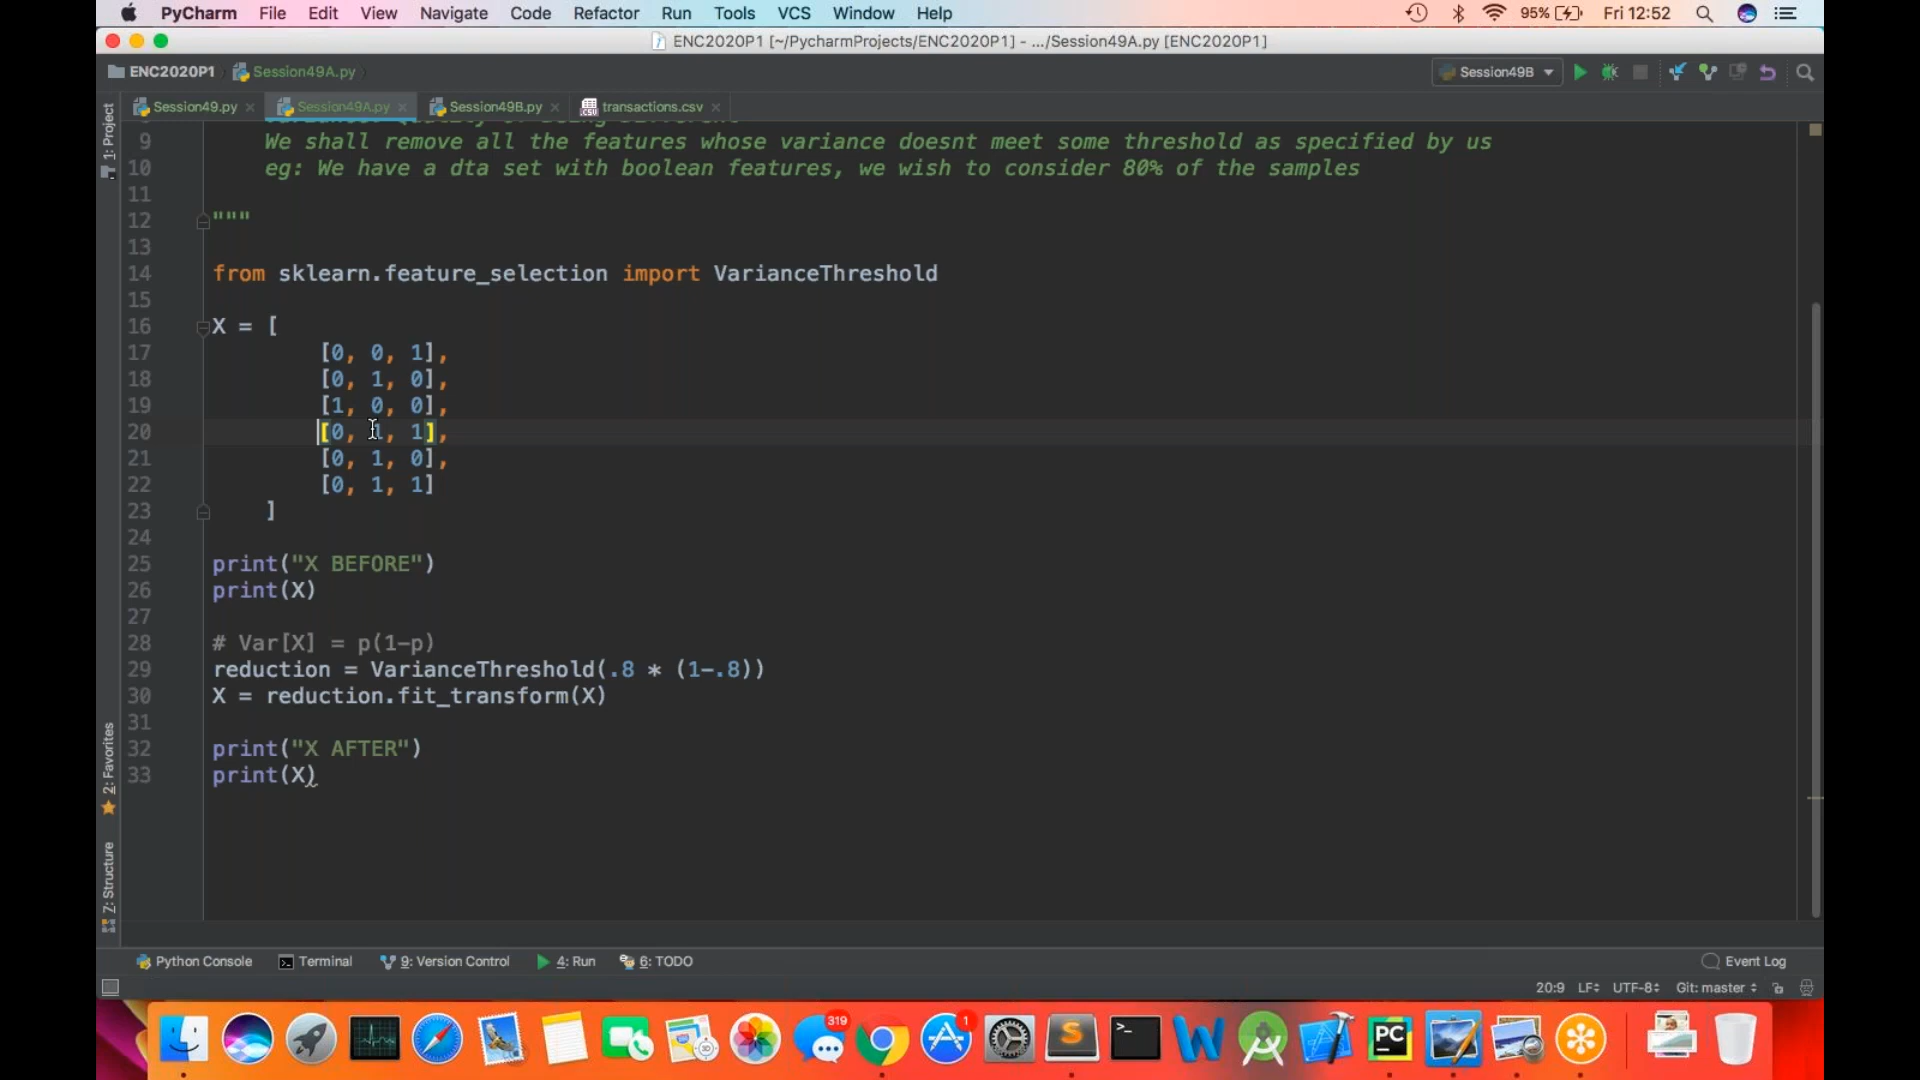 PyCharm File Edit View Navigate Code Refactor Run Tools VCS Window Help 95% Fri 12:52
ENC2020P1 [~/PycharmProjects/ENC2020P1] - .../Session49A.py [ENC2020P1]
ENC2020P1 Session49A.py Session49B
Session49.py Session49A.py Session49B.py transactions.csv
1: Project
9 We shall remove all the features whose variance doesnt meet some threshold as specified by us
10 eg: We have a dta set with boolean features, we wish to consider 80% of the samples
11
12 """
13
14 from sklearn.feature_selection import VarianceThreshold
15
16 X = [
17 [0, 0, 1],
18 [0, 1, 0],
19 [1, 0, 0],
20 [0, 1, 1],
21 [0, 1, 0],
22 [0, 1, 1]
23 ]
24
25 print("X BEFORE")
26 print(X)
27
28 # Var[X] = p(1-p)
29 reduction = VarianceThreshold(.8 * (1-.8))
30 X = reduction.fit_transform(X)
31
32 print("X AFTER")
33 print(X)
2: Favorites
Z: Structure
Python Console Terminal 9: Version Control 4: Run 6: TODO Event Log
20:9 LF UTF-8 Git: master
319 1
PC